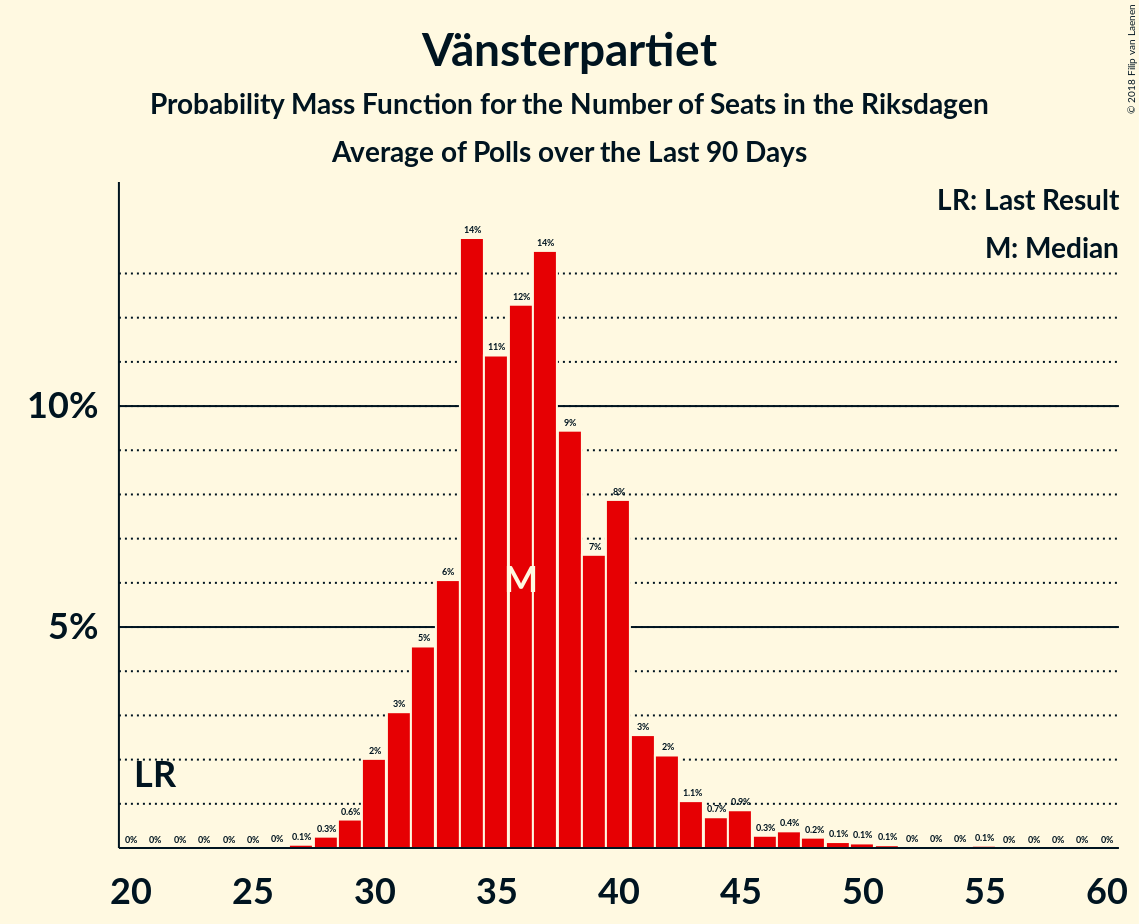 Vänsterpartiet
Probability Mass Function for the Number of Seats in the Riksdagen
Average of Polls over the Last 90 Days
© 2018 Filip van Laenen
LR: Last Result
M: Median
14%
14%
12%
11%
10%
9%
8%
7%
M
6%
5%
5%
3%
3%
2%
2%
LR
1.1%
0.9%
0.7%
0.6%
0.4%
0.3%
0.3%
0.2%
0% 0% 0% 0% 0% 0% 0% 0.1% 0.1% 0.1% 0.1% 0% 0% 0% 0.1% 0% 0% 0% 0% 0%
20 25 30 35 40 45 50 55 60